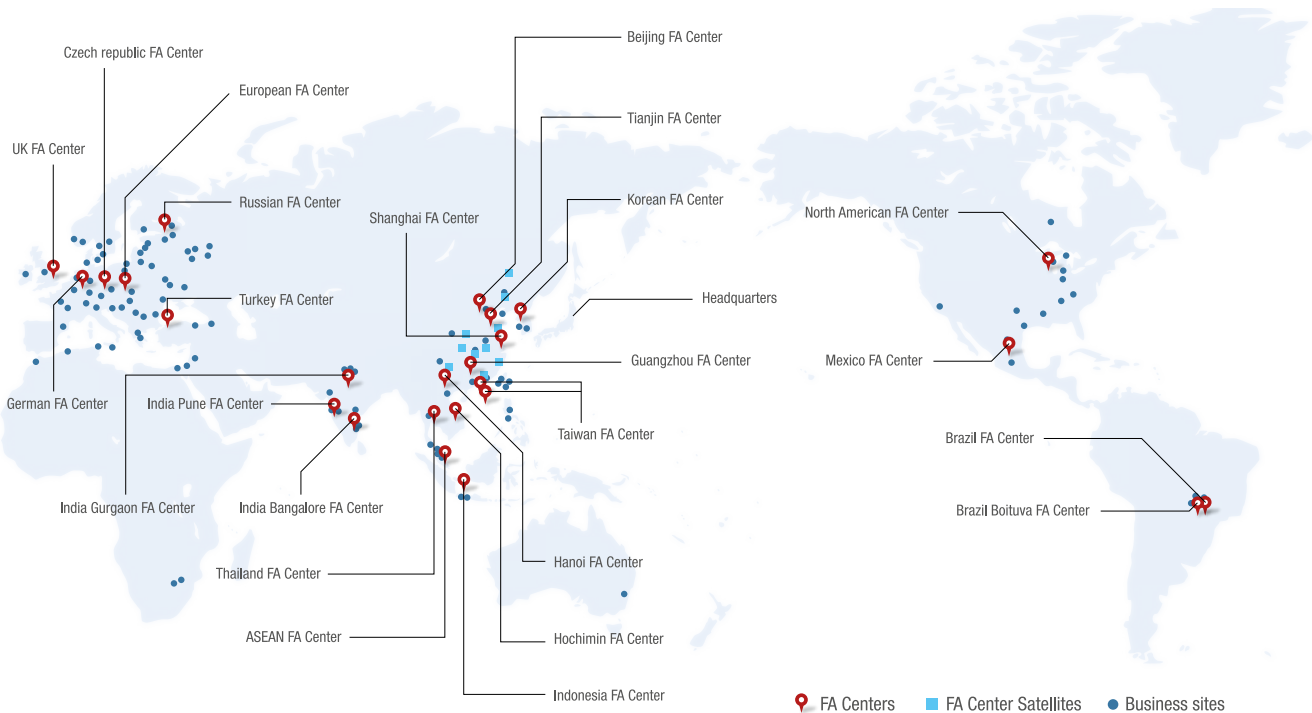 Beijing FA Center
Czech republic FA Center
European FA Center
Tianjin FA Center
UK FA Center
Russian FA Center
Shanghai FA Center
Korean FA Center
North American FA Center
Turkey FA Center
Headquarters
Guangzhou FA Center
Mexico FA Center
German FA Center
India Pune FA Center
Taiwan FA Center
Brazil FA Center
India Gurgaon FA Center
India Bangalore FA Center
Brazil Boituva FA Center
Hanoi FA Center
Thailand FA Center
ASEAN FA Center
Hochimin FA Center
Indonesia FA Center
FA Centers
FA Center Satellites
Business sites